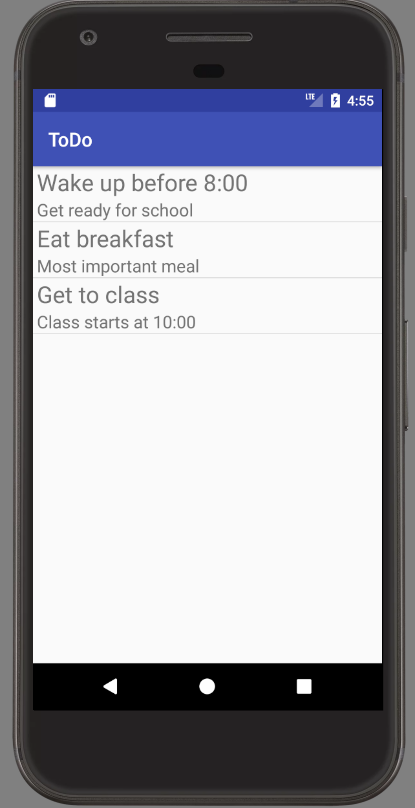 LTE 4:55
ToDo
Wake up before 8:00
Get ready for school
Eat breakfast
Most important meal
Get to class
Class starts at 10:00